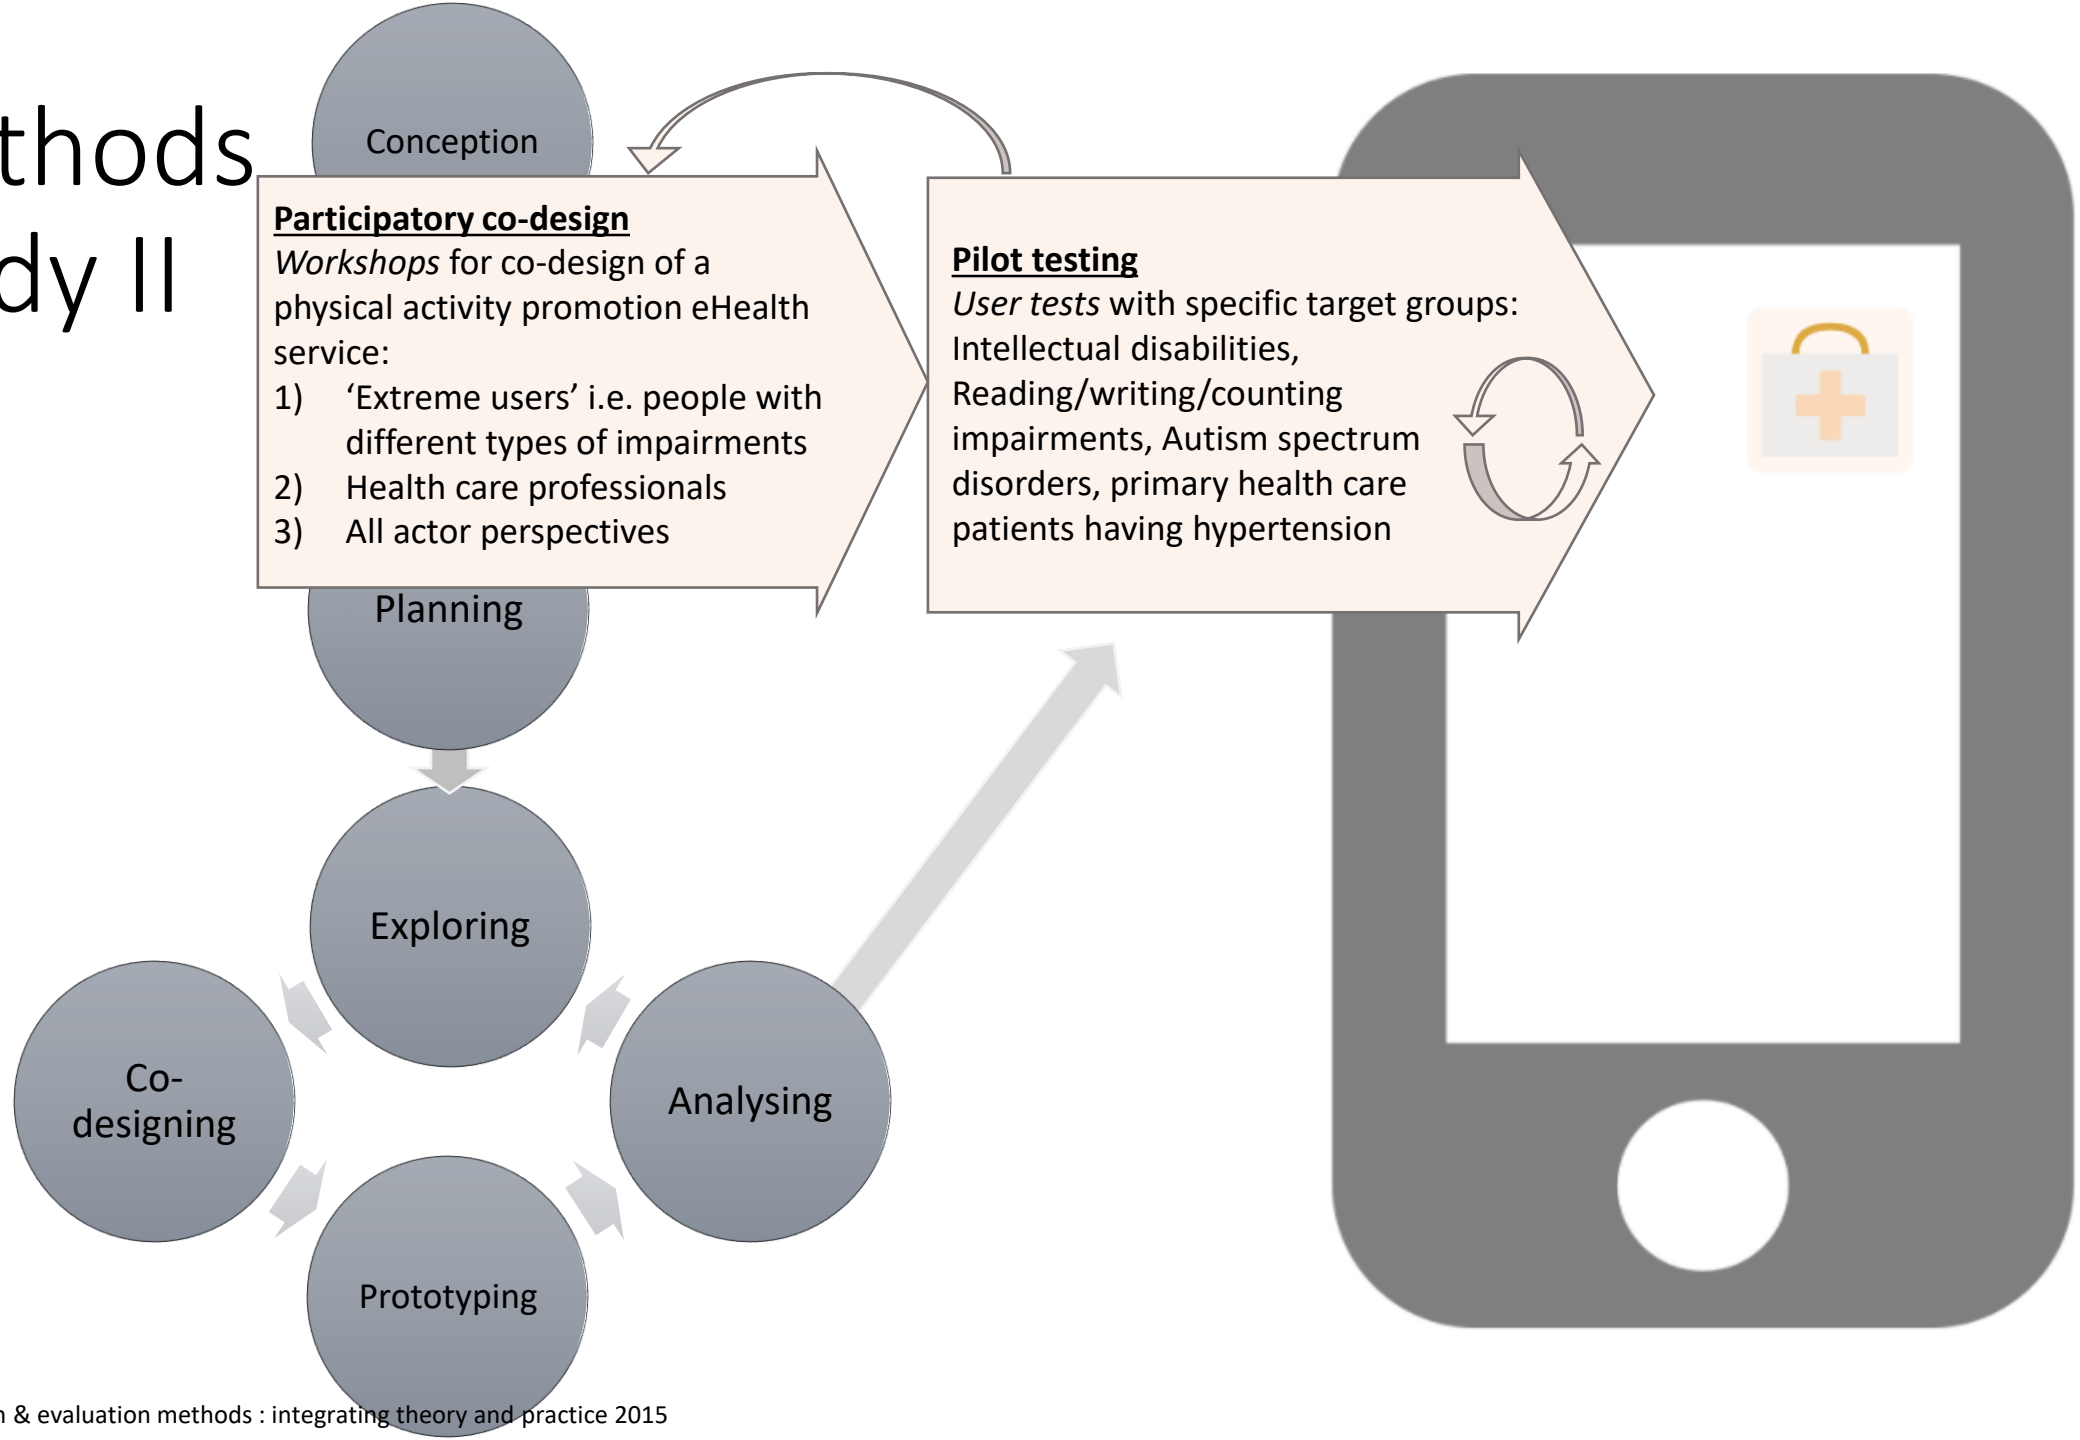 thods
dy II
Conception
Participatory co-design
Workshops for co-design of a
physical activity promotion eHealth
service:
1) ‘Extreme users’ i.e. people with
different types of impairments
2) Health care professionals
3) All actor perspectives
Pilot testing
User tests with specific target groups:
Intellectual disabilities,
Reading/writing/counting
impairments, Autism spectrum
disorders, primary health care
patients having hypertension
Planning
Exploring
Co-
designing
Analysing
Prototyping
& evaluation methods : integrating theory and practice 2015